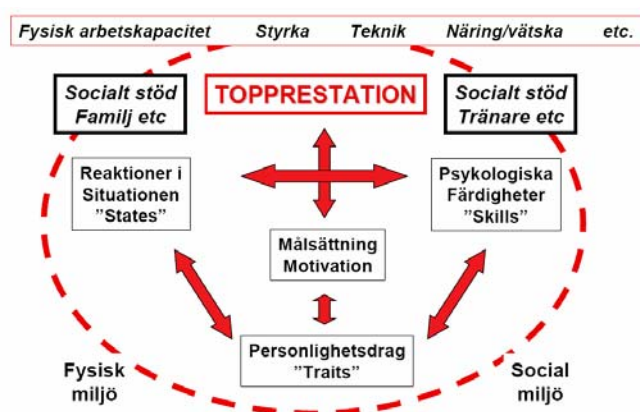 Fysisk arbetskapacitet Styrka Teknik Näring/vätska etc.
Socialt stöd
Familj etc
TOPPRESTATION
Socialt stöd
Tränare etc
Reaktioner i
Situationen
"States"
Psykologiska
Färdigheter
"Skills"
Målsättning
Motivation
Personlighetsdrag
"Traits"
Fysisk
miljö
Social
miljö